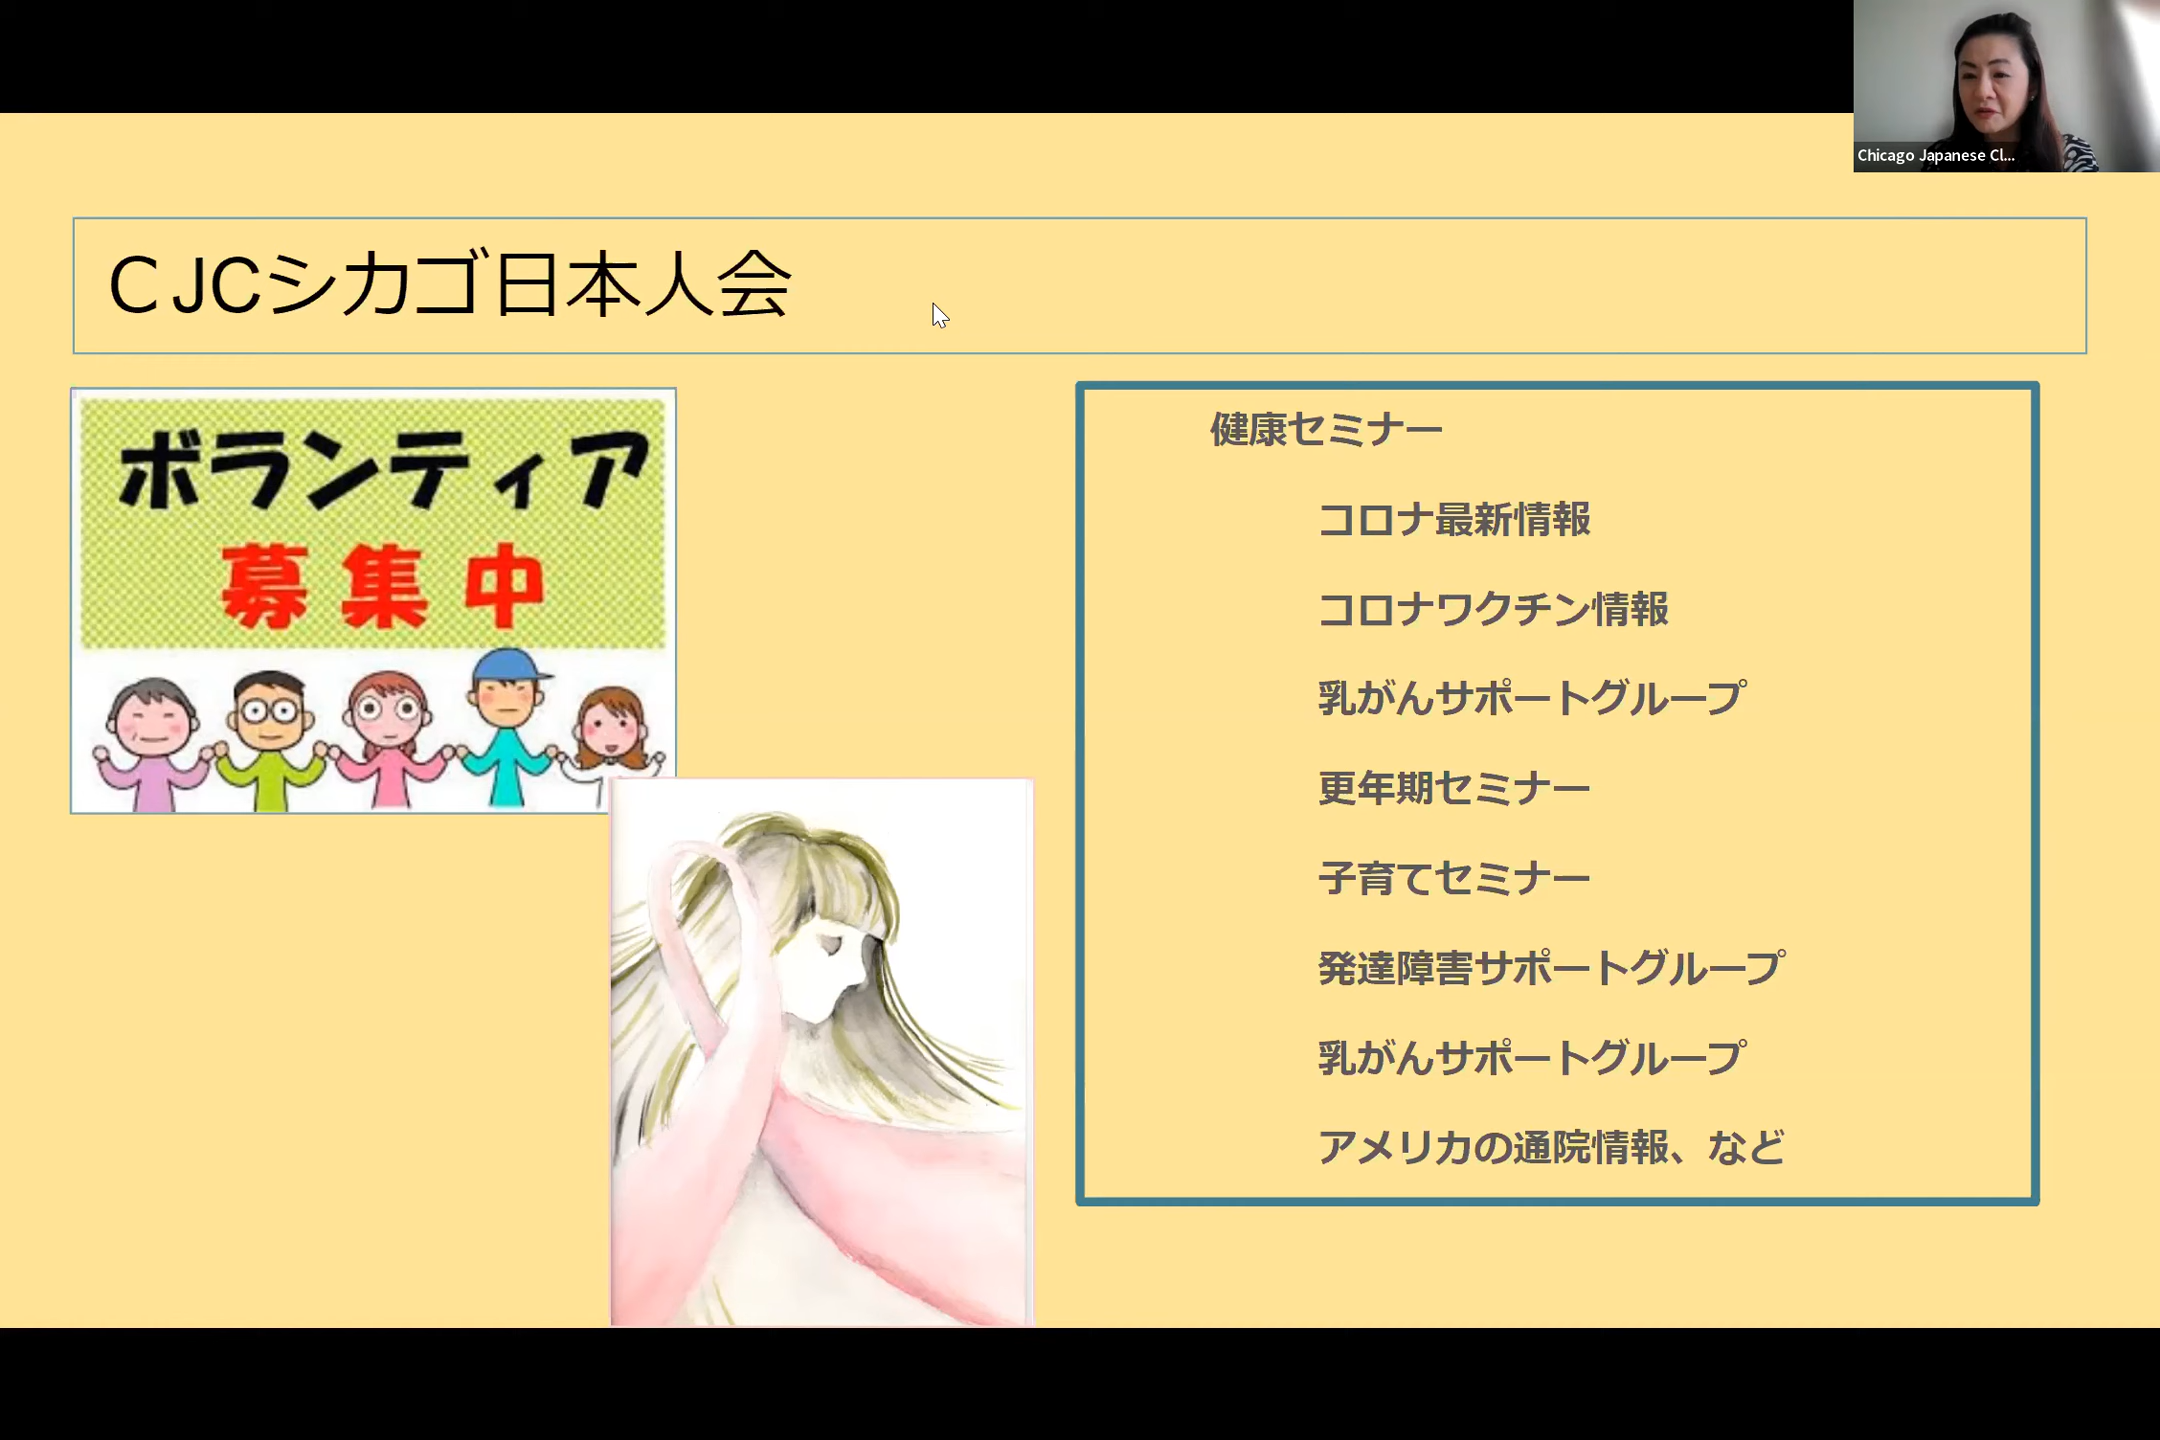 Chicago Japanese Cl...
CJCシカゴ日本人会
ボランティア
募集中
健康セミナー
コロナ最新情報
コロナワクチン情報
乳がんサポートグループ
更年期セミナー
子育てセミナー
発達障害サポートグループ
乳がんサポートグループ
アメリカの通院情報、など